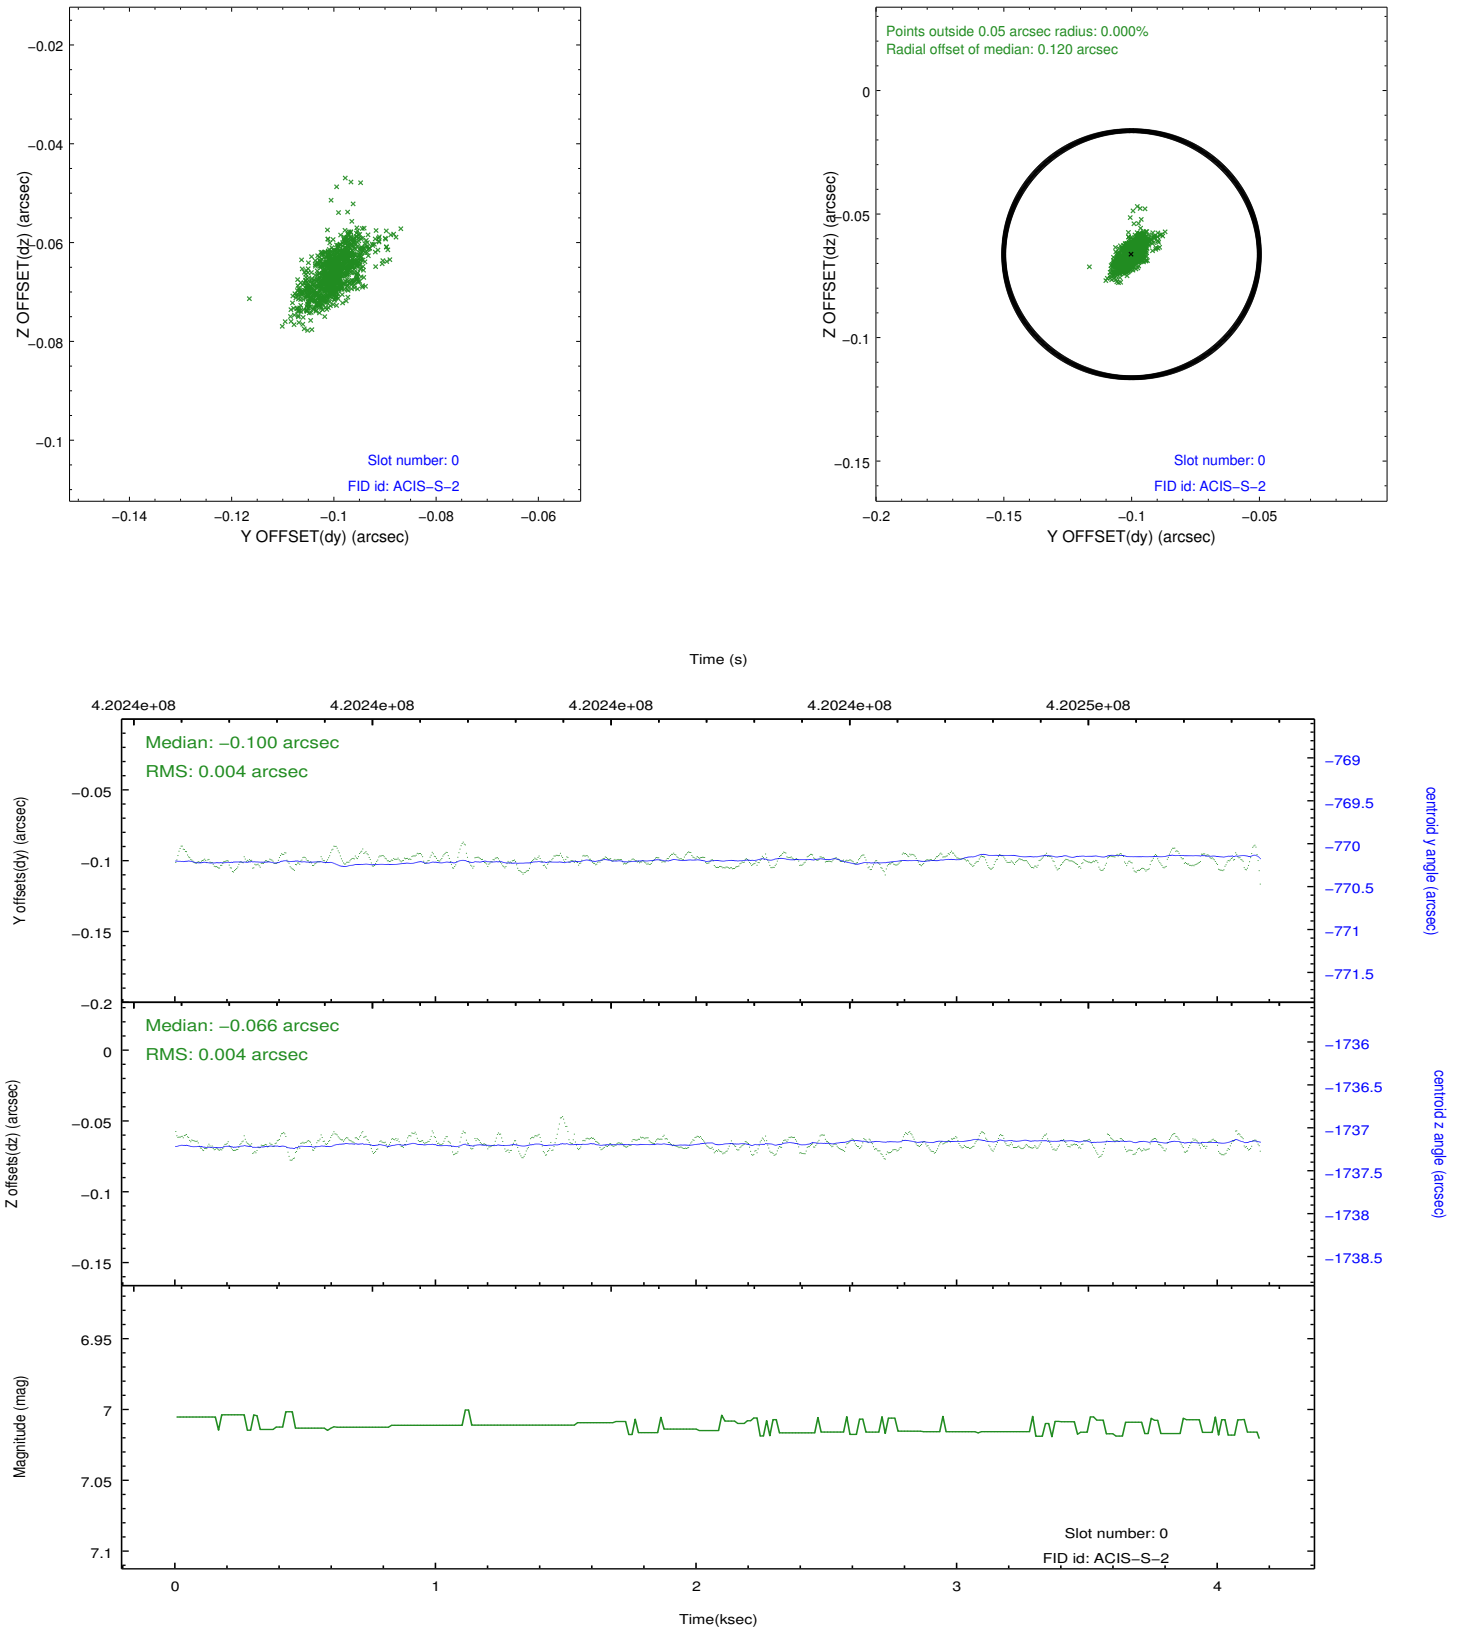 −0.02
−0.04
−0.06
−0.08
−0.1
Z OFFSET(dz) (arcsec)
Slot number: 0
FID id: ACIS−S−2
−0.14 −0.12 −0.1 −0.08 −0.06
Y OFFSET(dy) (arcsec)
Points outside 0.05 arcsec radius: 0.000%
Radial offset of median: 0.120 arcsec
0
−0.05
−0.1
−0.15
Z OFFSET(dz) (arcsec)
Slot number: 0
FID id: ACIS−S−2
−0.2 −0.15 −0.1 −0.05
Y OFFSET(dy) (arcsec)
Time (s)
4.2024e+08 4.2024e+08 4.2024e+08 4.2024e+08 4.2025e+08
Median: −0.100 arcsec
RMS: 0.004 arcsec
−0.05
−0.1
−0.15
−0.2
Y offsets(dy) (arcsec)
−769
−769.5
−770
−770.5
−771
−771.5
centroid y angle (arcsec)
Median: −0.066 arcsec
RMS: 0.004 arcsec
0
−0.05
−0.1
−0.15
Z offsets(dz) (arcsec)
−1736
−1736.5
−1737
−1737.5
−1738
−1738.5
centroid z angle (arcsec)
6.95
7
7.05
7.1
Magnitude (mag)
Slot number: 0
FID id: ACIS−S−2
0 1 2 3 4
Time(ksec)